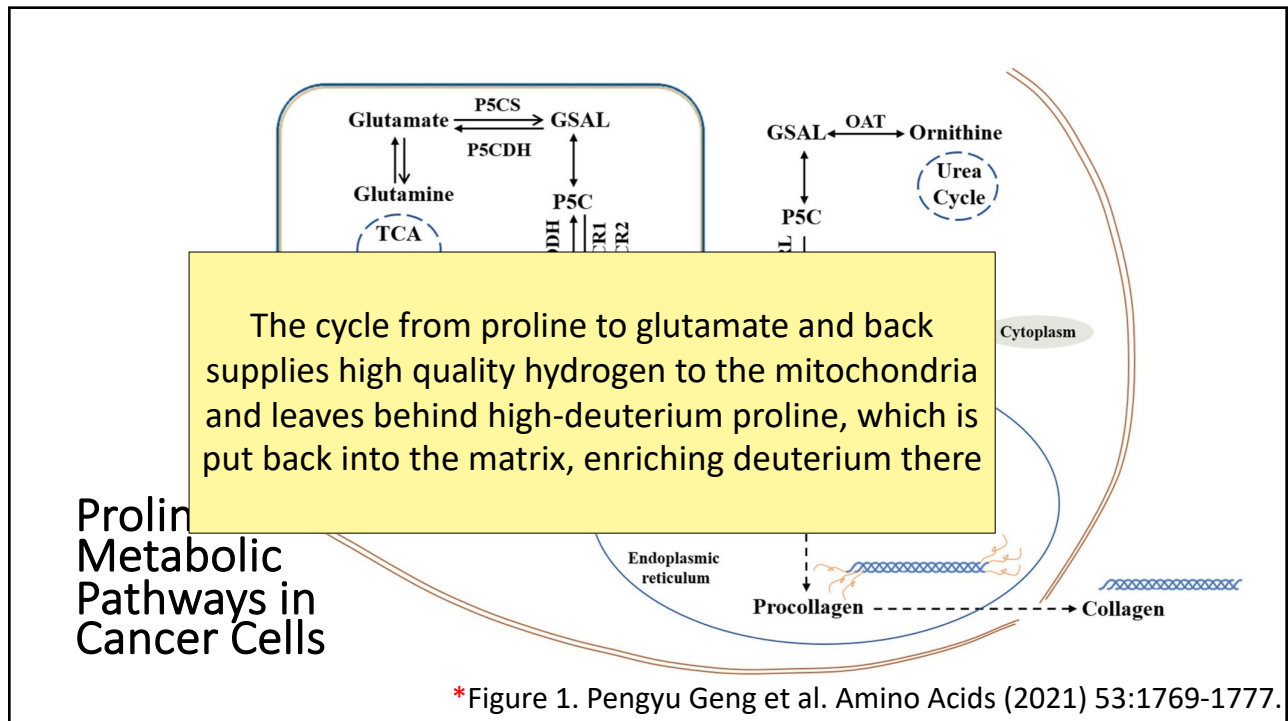 P5CS
Glutamate
GSAL
P5CDH
Glutamine
P5C
TCA
CR1
CR2
GSAL
OAT
Ornithine
Urea
Cycle
P5C
The cycle from proline to glutamate and back
supplies high quality hydrogen to the mitochondria
and leaves behind high-deuterium proline, which is
put back into the matrix, enriching deuterium there
Cytoplasm
Prolin
Metabolic
Pathways in
Cancer Cells
Endoplasmic
reticulum
Procollagen
Collagen
*Figure 1. Pengyu Geng et al. Amino Acids (2021) 53:1769-1777.